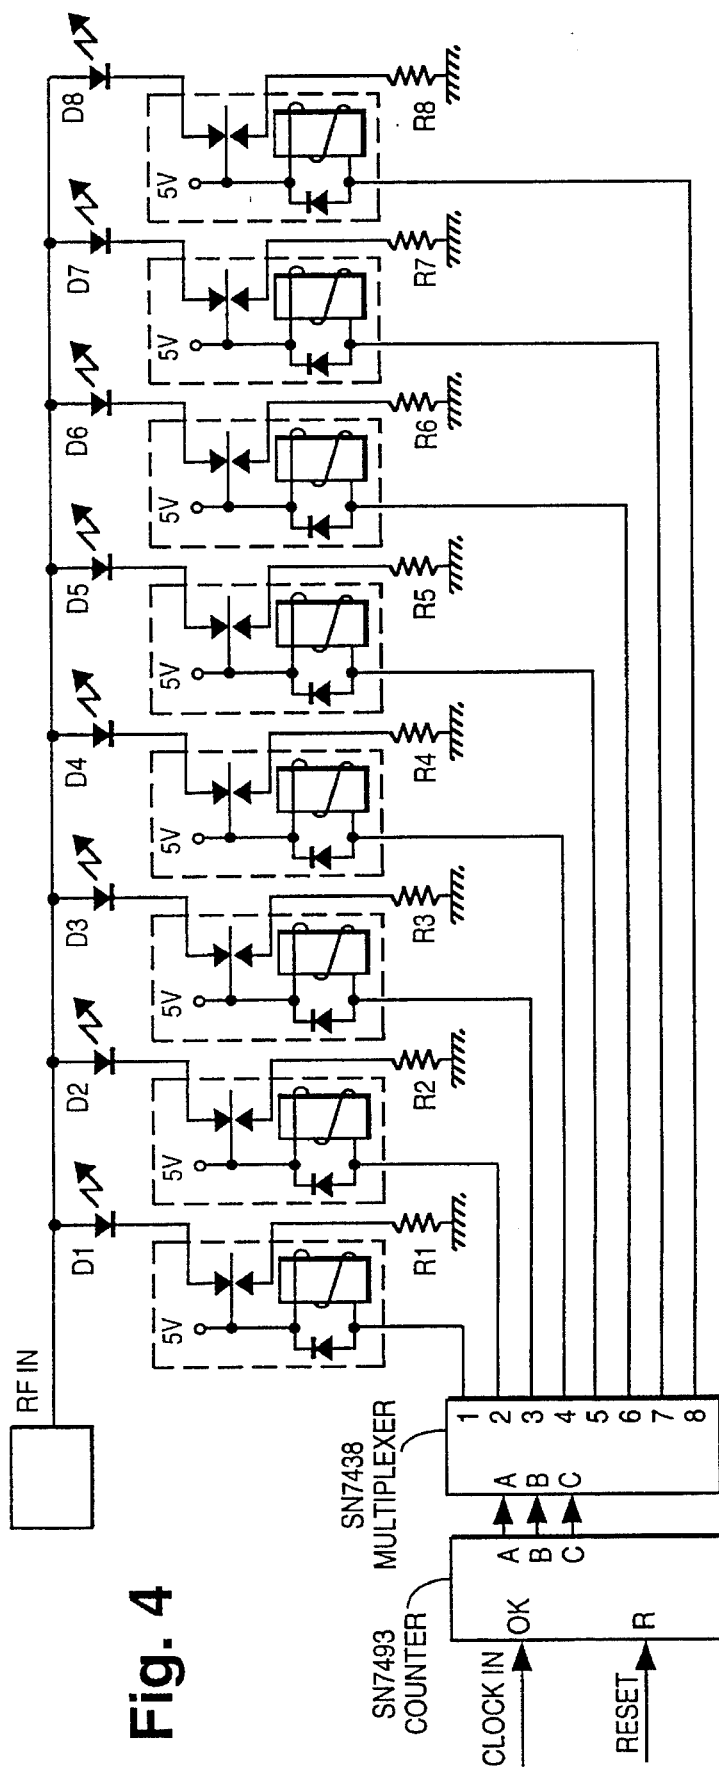 Fig. 4
RF IN
D1
D2
D3
D4
D5
D6
D7
D8
5V
5V
5V
5V
5V
5V
5V
5V
R1
R2
R3
R4
R5
R6
R7
R8
SN7493
COUNTER
SN7438
MULTIPLEXER
CLOCK IN
OK
RESET
R
A
B
C
A
B
C
1
2
3
4
5
6
7
8